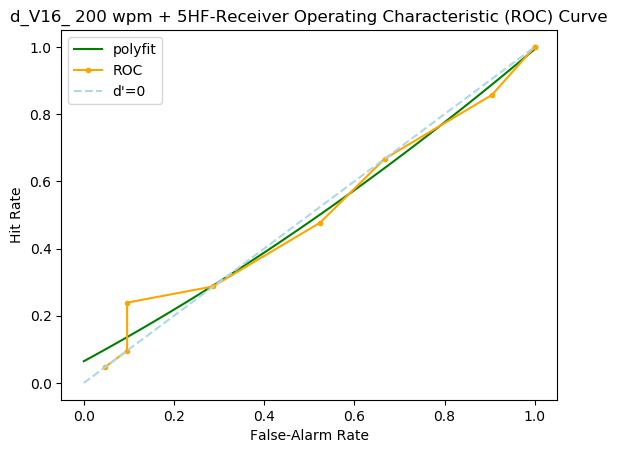 d_V16_ 200 wpm + 5HF-Receiver Operating Characteristic (ROC) Curve
polyfit
ROC
d'=0
1.0
0.8
0.6
0.4
0.2
0.0
Hit Rate
0.0 0.2 0.4 0.6 0.8 1.0
False-Alarm Rate